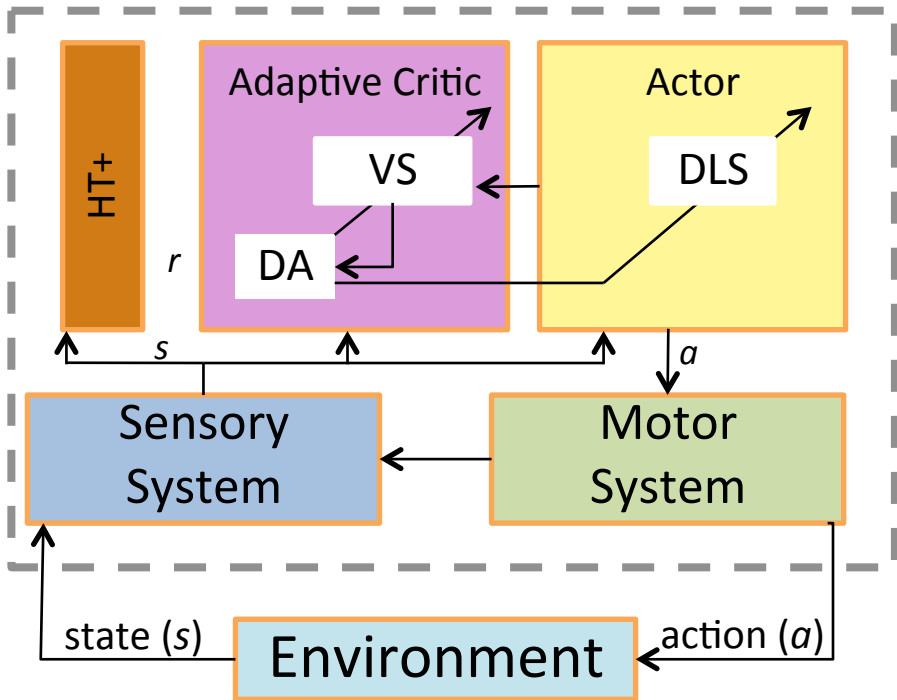 Adaptive Critic
Actor
HT+
VS
DLS
DA
r
s
a
Sensory
System
Motor
System
state (s)
Environment
action (a)